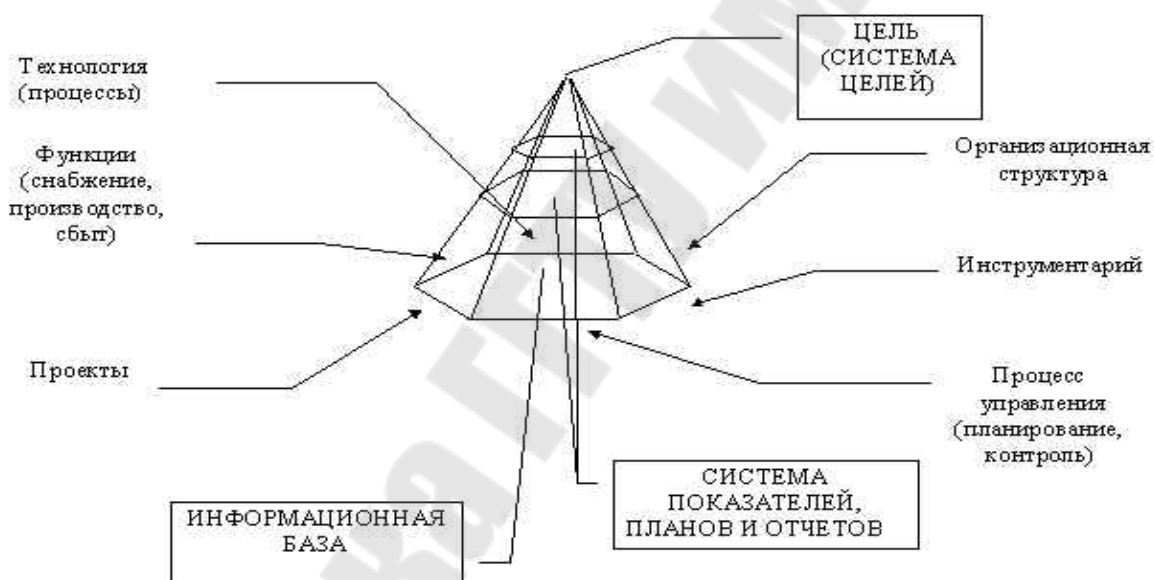 ЦЕЛЬ
(СИСТЕМА
ЦЕЛЕЙ)
Технология
(процессы)
Функции
(снабжение,
производство,
сбыт)
Проекты
Организационная
структура
Инструментарий
Процесс
управления
(планирование,
контроль)
СИСТЕМА
ПОКАЗАТЕЛЕЙ,
ПЛАНОВ И ОТЧЕТОВ
ИНФОРМАЦИОННАЯ
БАЗА